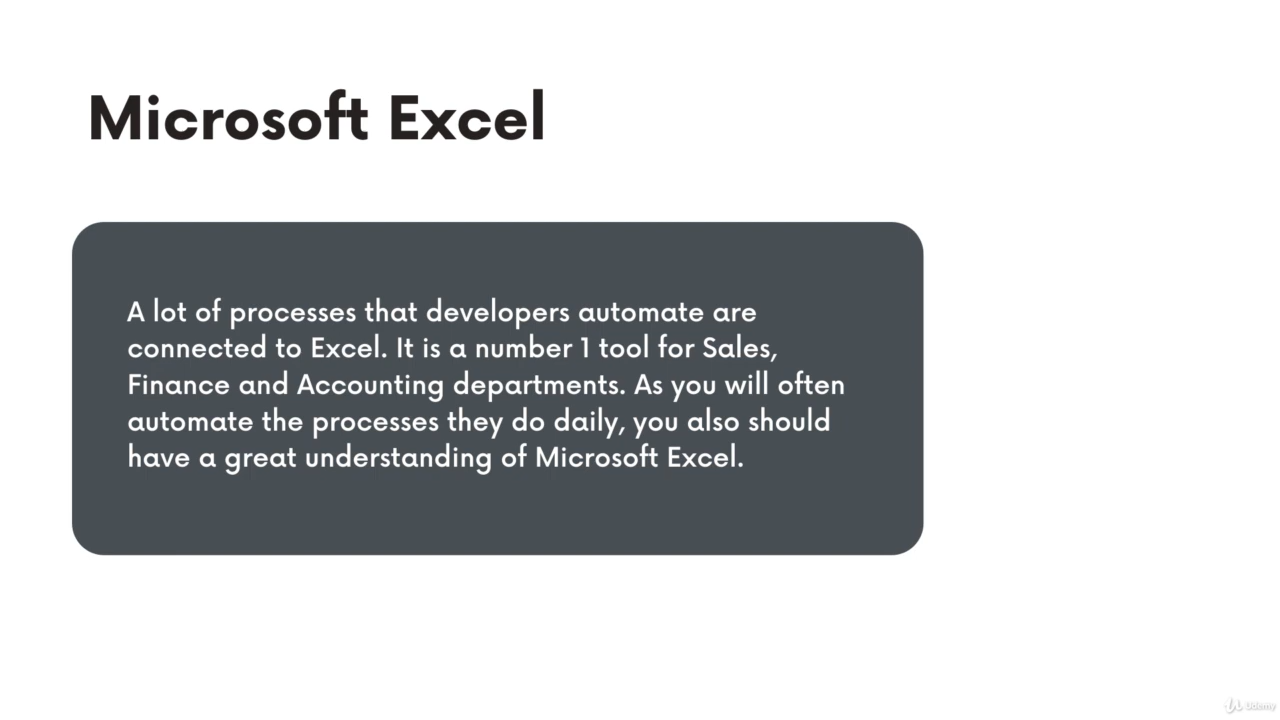 Microsoft Excel
A lot of processes that developers automate are
connected to Excel. It is a number 1 tool for Sales,
Finance and Accounting departments. As you will often
automate the processes they do daily, you also should
have a great understanding of Microsoft Excel.
Udemy